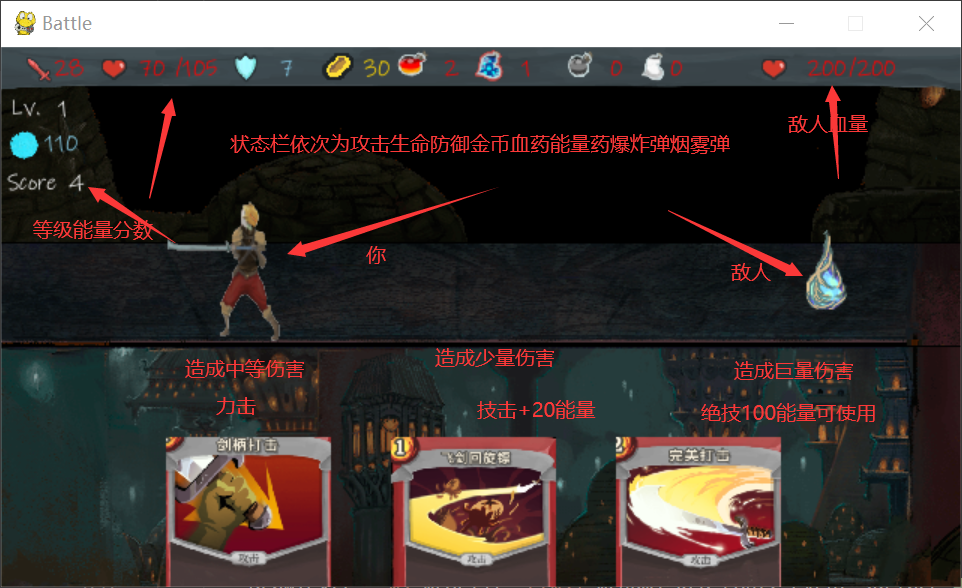 Battle
28 70 /105 7 30 2 1 0 0 200/200
Lv. 1
110
Score 4
敌人血量
状态栏依次为攻击生命防御金币血药能量药爆炸弹烟雾弹
等级能量分数
你
敌人
造成中等伤害
力击
造成少量伤害
技击+20能量
造成巨量伤害
绝技100能量可使用
剑柄打击
攻击
1
飞剑回旋镖
攻击
2
完美打击
攻击